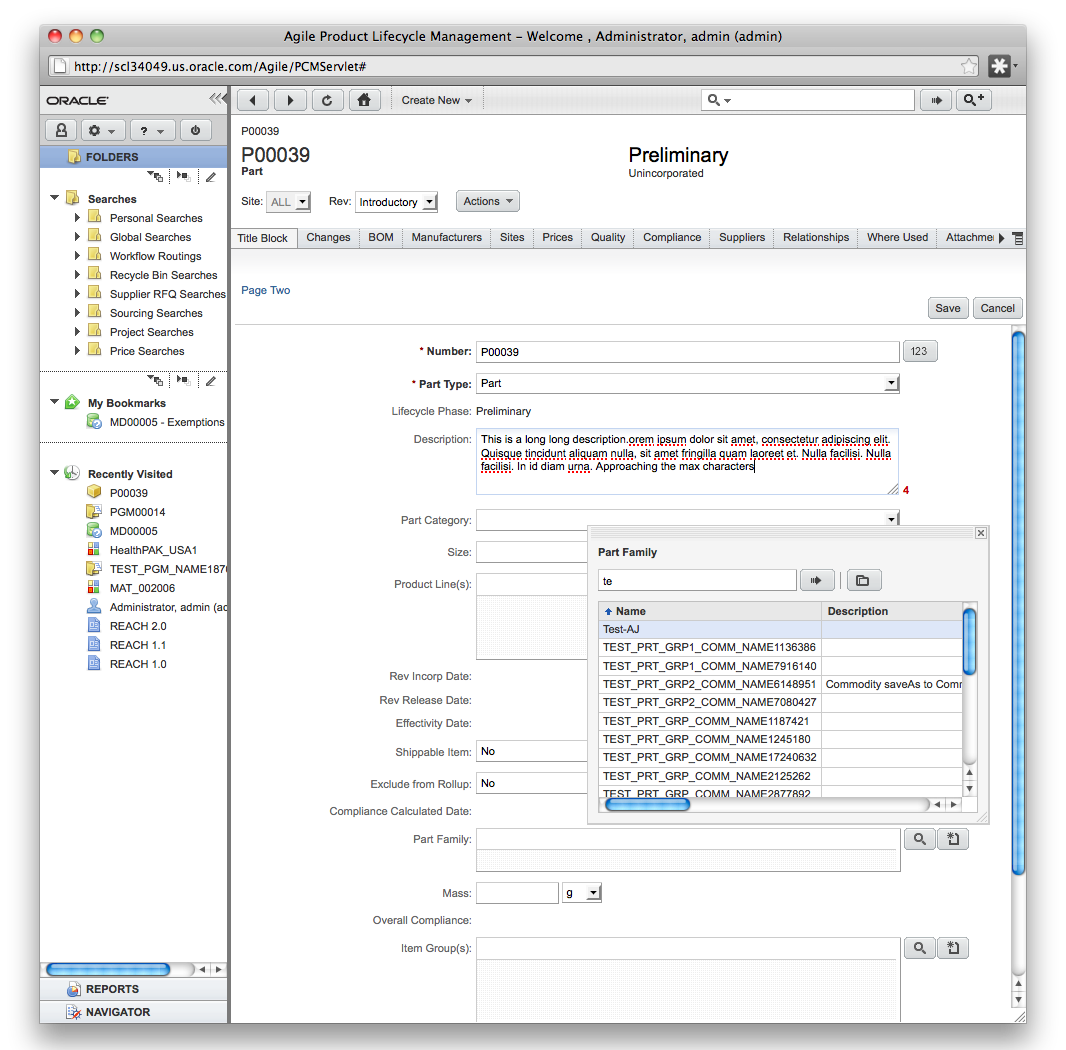 Agile Product Lifecycle Management – Welcome , Administrator, admin (admin)
http://scl34049.us.oracle.com/Agile/PCMServlet#
ORACLE
Create New
FOLDERS
Searches
Personal Searches
Global Searches
Workflow Routings
Recycle Bin Searches
Supplier RFQ Searches
Sourcing Searches
Project Searches
Price Searches
My Bookmarks
MD00005 - Exemptions
Recently Visited
P00039
PGM00014
MD00005
HealthPAK_USA1
TEST_PGM_NAME187
MAT_002006
Administrator, admin (ad
REACH 2.0
REACH 1.1
REACH 1.0
REPORTS
NAVIGATOR
P00039
P00039
Part
Preliminary
Unincorporated
Site: ALL Rev: Introductory Actions
Title Block Changes BOM Manufacturers Sites Prices Quality Compliance Suppliers Relationships Where Used Attachme
Page Two
Save Cancel
* Number: P00039 123
* Part Type: Part
Lifecycle Phase: Preliminary
Description: This is a long long description.orem ipsum dolor sit amet, consectetur adipiscing elit.
Quisque tincidunt aliquam nulla, sit amet fringilla quam laoreet et. Nulla facilisi. Nulla
facilisi. In id diam urna. Approaching the max characters
4
Part Category:
Size:
Product Line(s):
Rev Incorp Date:
Rev Release Date:
Effectivity Date:
Shippable Item: No
Exclude from Rollup: No
Compliance Calculated Date:
Part Family:
Mass: g
Overall Compliance:
Item Group(s):
Part Family
te
Name Description
Test-AJ
TEST_PRT_GRP1_COMM_NAME1136386
TEST_PRT_GRP1_COMM_NAME7916140
TEST_PRT_GRP2_COMM_NAME6148951 Commodity saveAs to Comm
TEST_PRT_GRP2_COMM_NAME7080427
TEST_PRT_GRP_COMM_NAME1187421
TEST_PRT_GRP_COMM_NAME1245180
TEST_PRT_GRP_COMM_NAME17240632
TEST_PRT_GRP_COMM_NAME2125262
TEST_PRT_GRP_COMM_NAME2877892